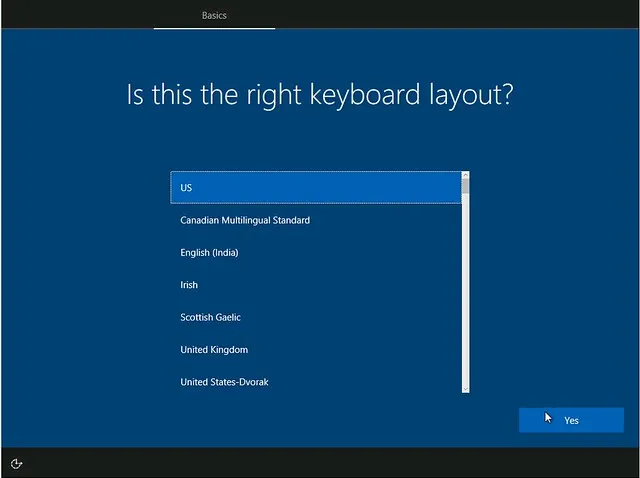 Basics
Is this the right keyboard layout?
US
Canadian Multilingual Standard
English (India)
Irish
Scottish Gaelic
United Kingdom
United States-Dvorak
Yes